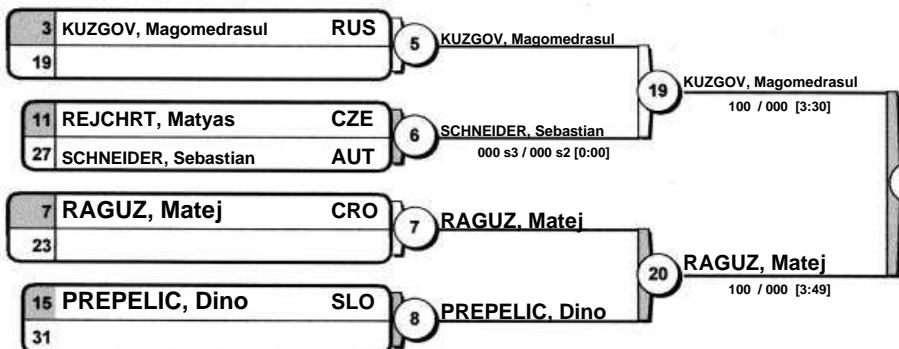 3 KUZGOV, Magomedrasul RUS
19
5
KUZGOV, Magomedrasul
11 REJCHRT, Matyas CZE
27 SCHNEIDER, Sebastian AUT
6
SCHNEIDER, Sebastian
000 s3 / 000 s2 [0:00]
19
KUZGOV, Magomedrasul
100 / 000 [3:30]
7 RAGUZ, Matej CRO
23
7
RAGUZ, Matej
15 PREPELIC, Dino SLO
31
8
PREPELIC, Dino
20
RAGUZ, Matej
100 / 000 [3:49]